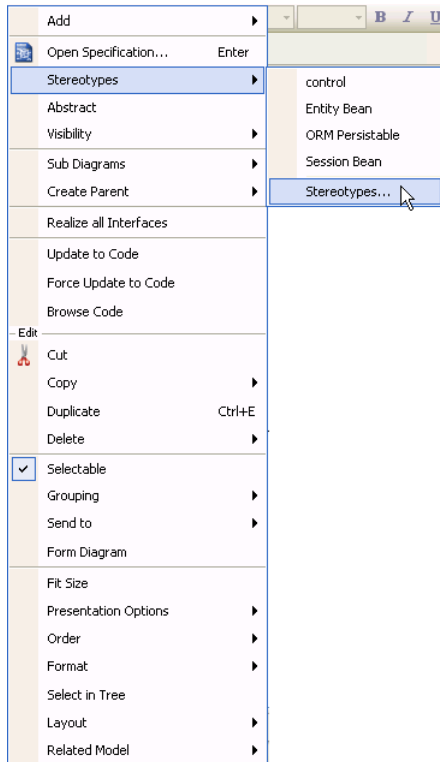 Add
B I U
Open Specification... Enter
Stereotypes
control
Abstract
Entity Bean
Visibility
ORM Persistable
Sub Diagrams
Session Bean
Create Parent
Stereotypes...
Realize all Interfaces
Update to Code
Force Update to Code
Browse Code
Edit
Cut
Copy
Duplicate Ctrl+E
Delete
Selectable
Grouping
Send to
Form Diagram
Fit Size
Presentation Options
Order
Format
Select in Tree
Layout
Related Model